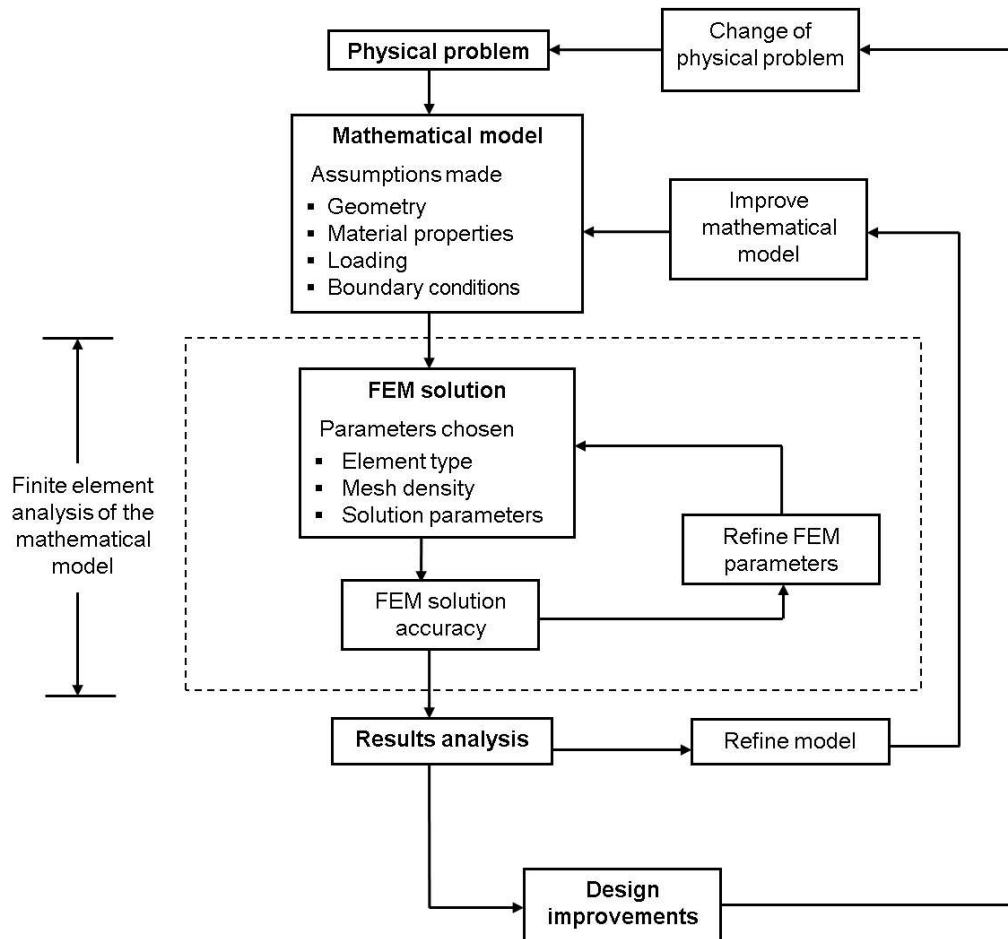 Physical problem
Change of
physical problem
Mathematical model
Assumptions made
▪ Geometry
▪ Material properties
▪ Loading
▪ Boundary conditions
Improve
mathematical
model
FEM solution
Parameters chosen
▪ Element type
▪ Mesh density
▪ Solution parameters
Finite element
analysis of the
mathematical
model
Refine FEM
parameters
FEM solution
accuracy
Results analysis
Refine model
Design
improvements